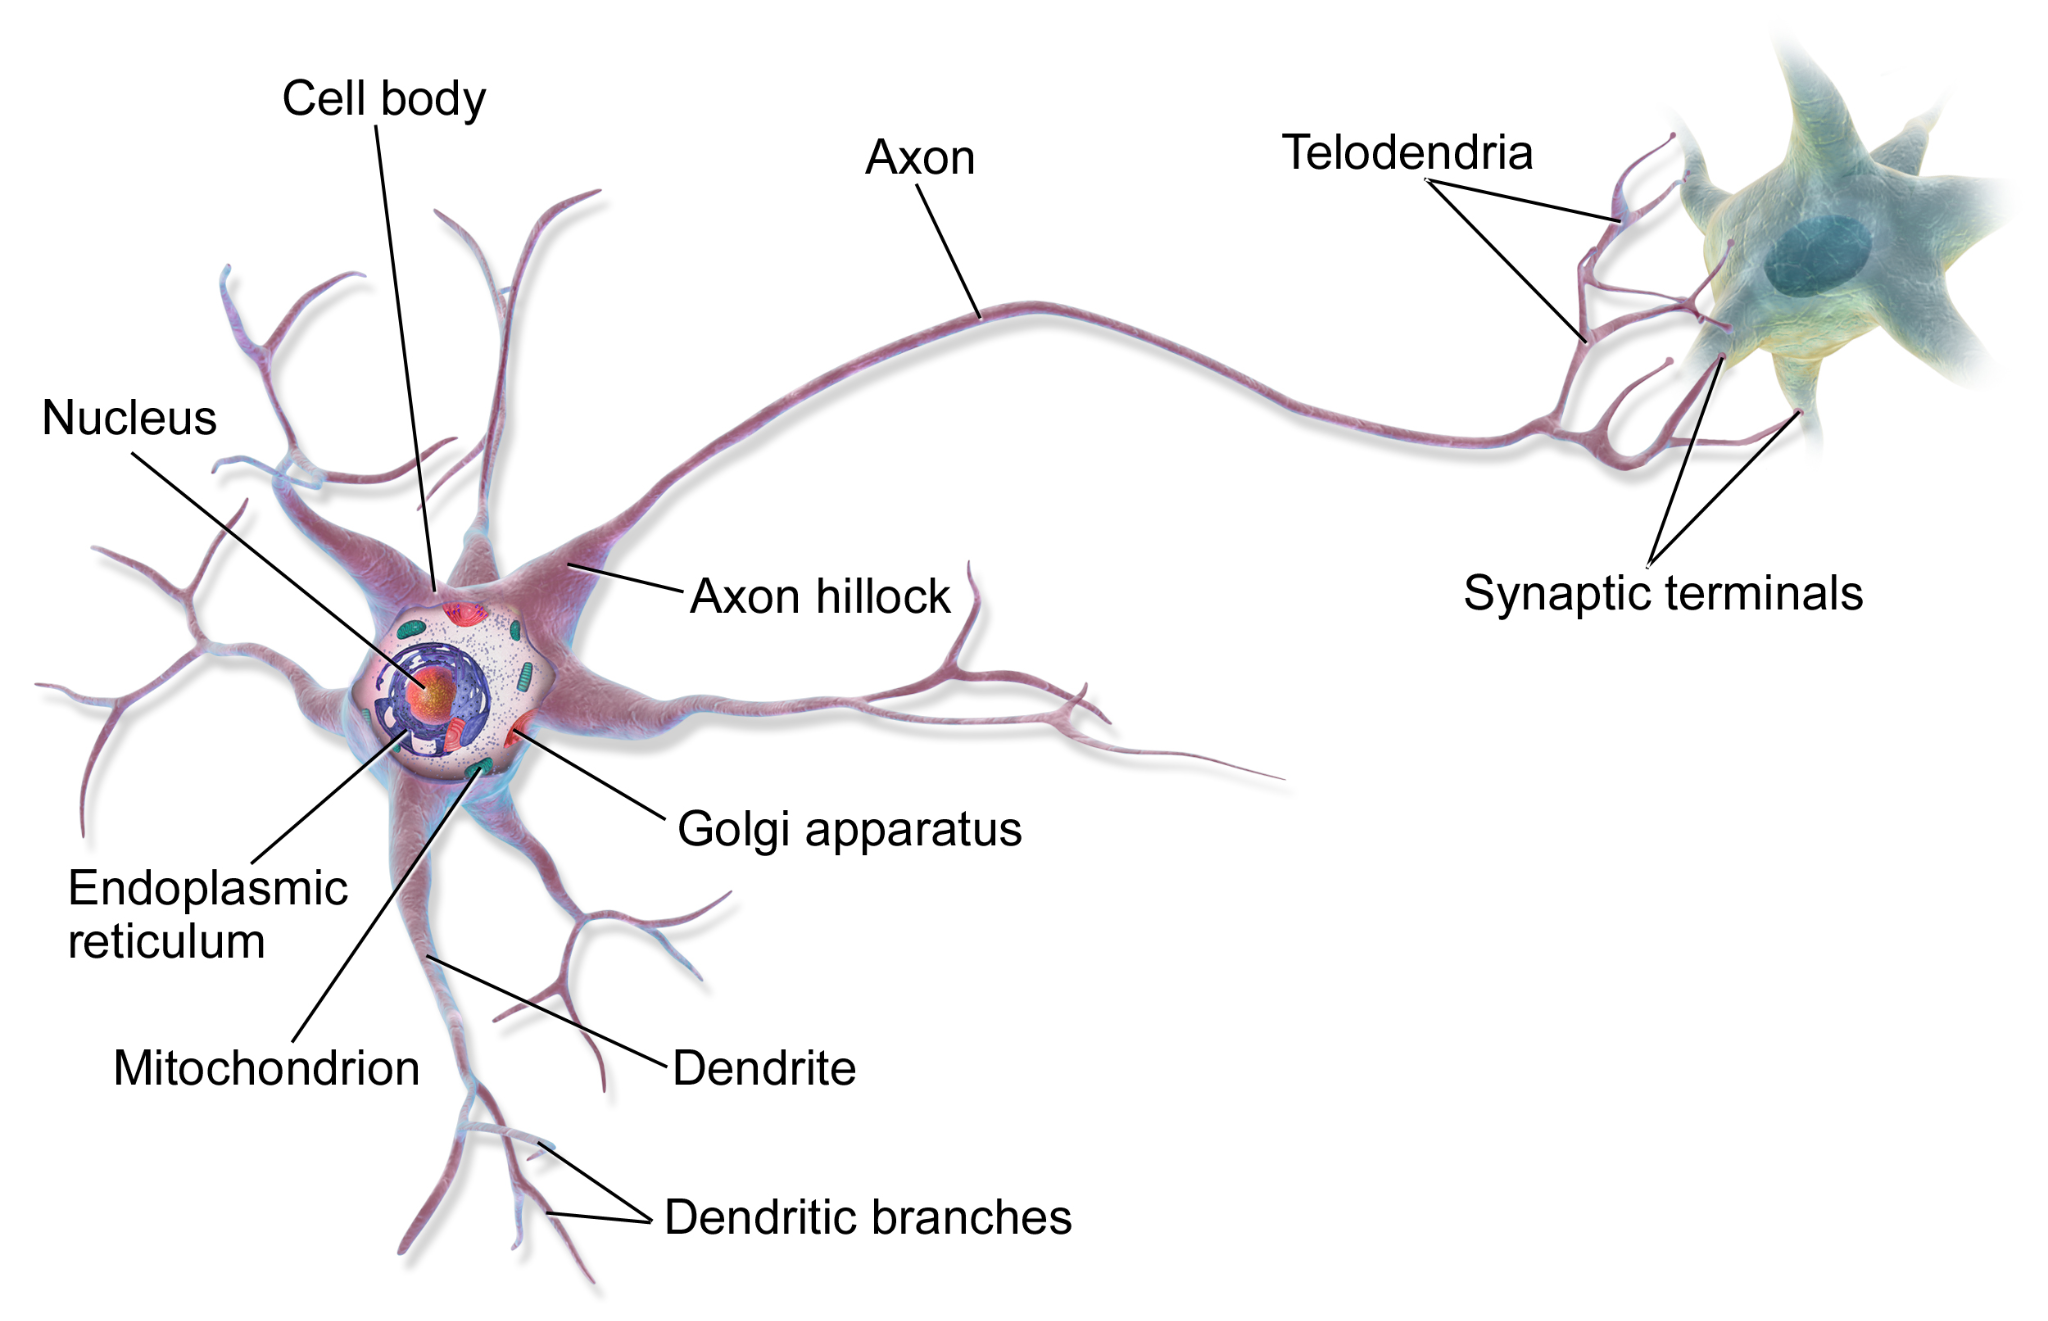 Cell body
Axon
Telodendria
Nucleus
Axon hillock
Synaptic terminals
Golgi apparatus
Endoplasmic
reticulum
Mitochondrion
Dendrite
Dendritic branches